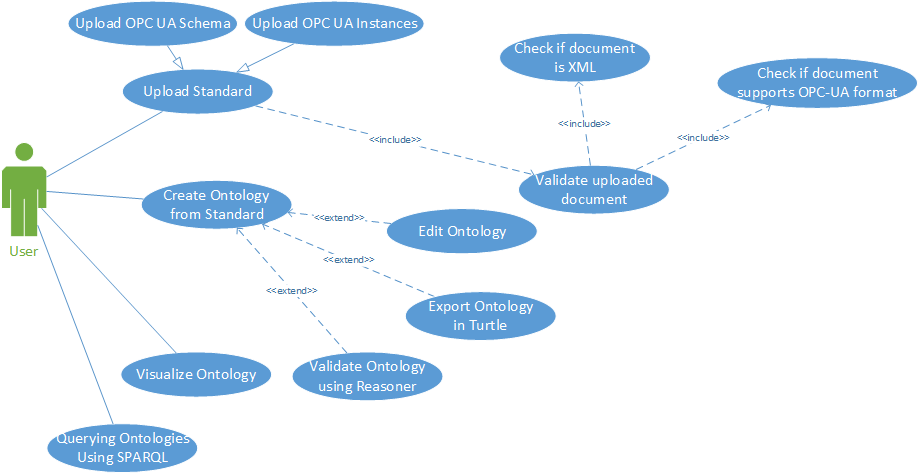 Upload OPC UA Schema
Upload OPC UA Instances
Upload Standard
Check if document
is XML
Check if document
supports OPC-UA format
<<include>>
<<include>>
<<include>>
Validate uploaded
document
User
Create Ontology
from Standard
<<extend>>
Edit Ontology
<<extend>>
<<extend>>
Export Ontology
in Turtle
Visualize Ontology
Validate Ontology
using Reasoner
Querying Ontologies
Using SPARQL